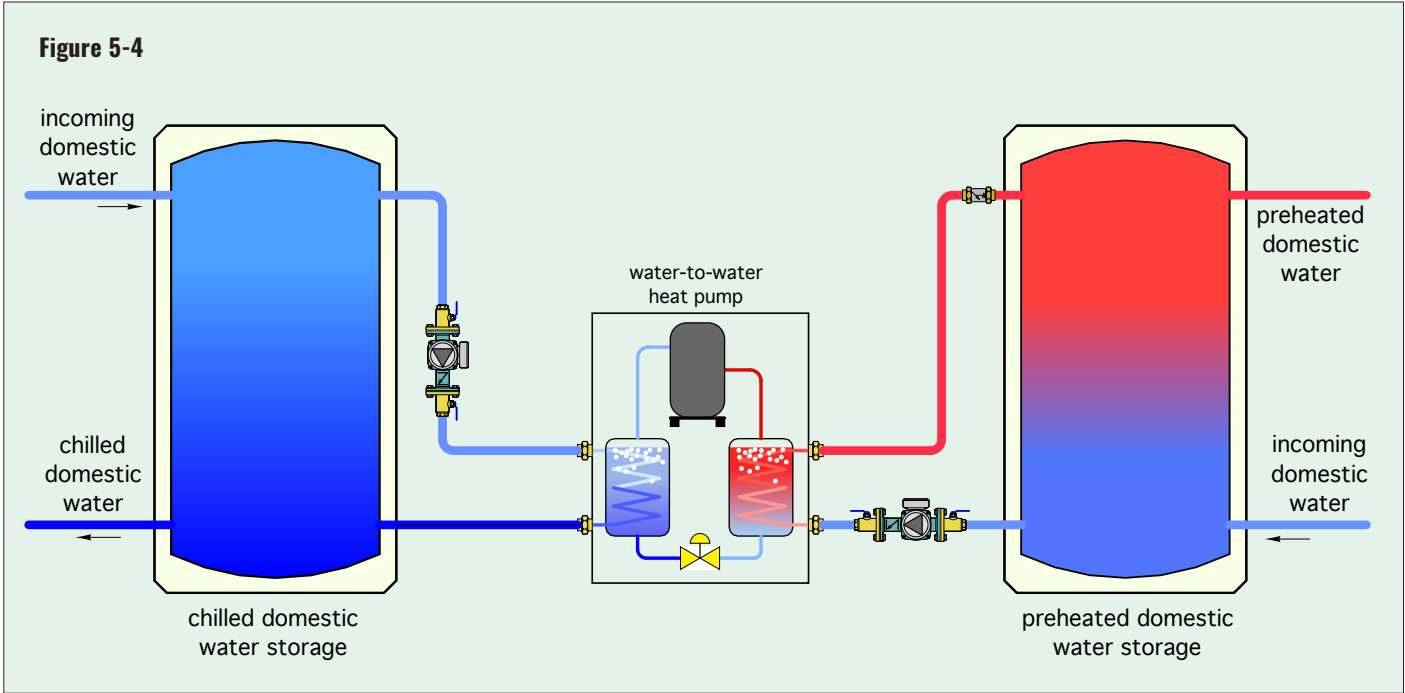 Figure 5-4
incoming
domestic
water
chilled
domestic
water
chilled domestic
water storage
water-to-water
heat pump
preheated
domestic
water
incoming
domestic
water
preheated domestic
water storage